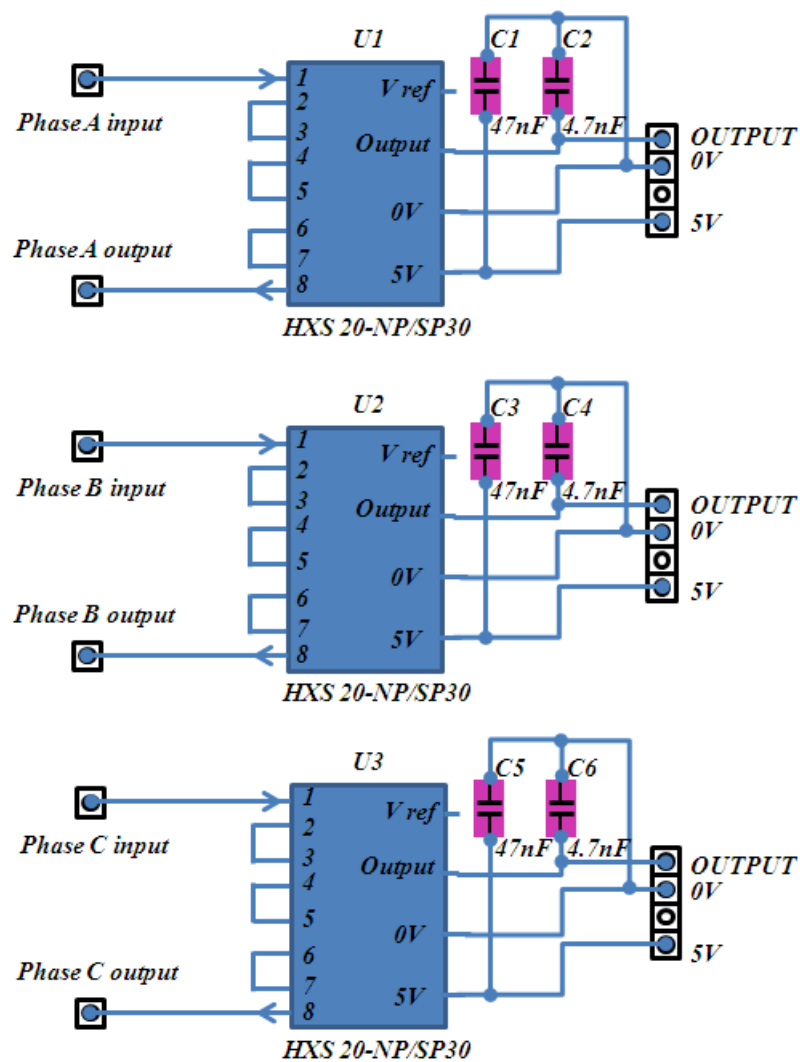 U1
C1
C2
Phase A input
1
2
3
4
5
6
7
8
V ref
Output
0V
5V
47nF
4.7nF
OUTPUT
0V
5V
Phase A output
HXS 20-NP/SP30
U2
C3
C4
Phase B input
1
2
3
4
5
6
7
8
V ref
Output
0V
5V
47nF
4.7nF
OUTPUT
0V
5V
Phase B output
HXS 20-NP/SP30
U3
C5
C6
Phase C input
1
2
3
4
5
6
7
8
V ref
Output
0V
5V
47nF
4.7nF
OUTPUT
0V
5V
Phase C output
HXS 20-NP/SP30